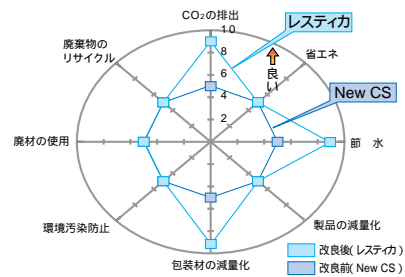 CO2の排出
レスティカ
廃棄物の
リサイクル
省エネ
良い
10
8
6
4
2
New CS
廃材の使用
節 水
環境汚染防止
製品の減量化
包装材の減量化
改良後(レスティカ)
改良前(New CS)